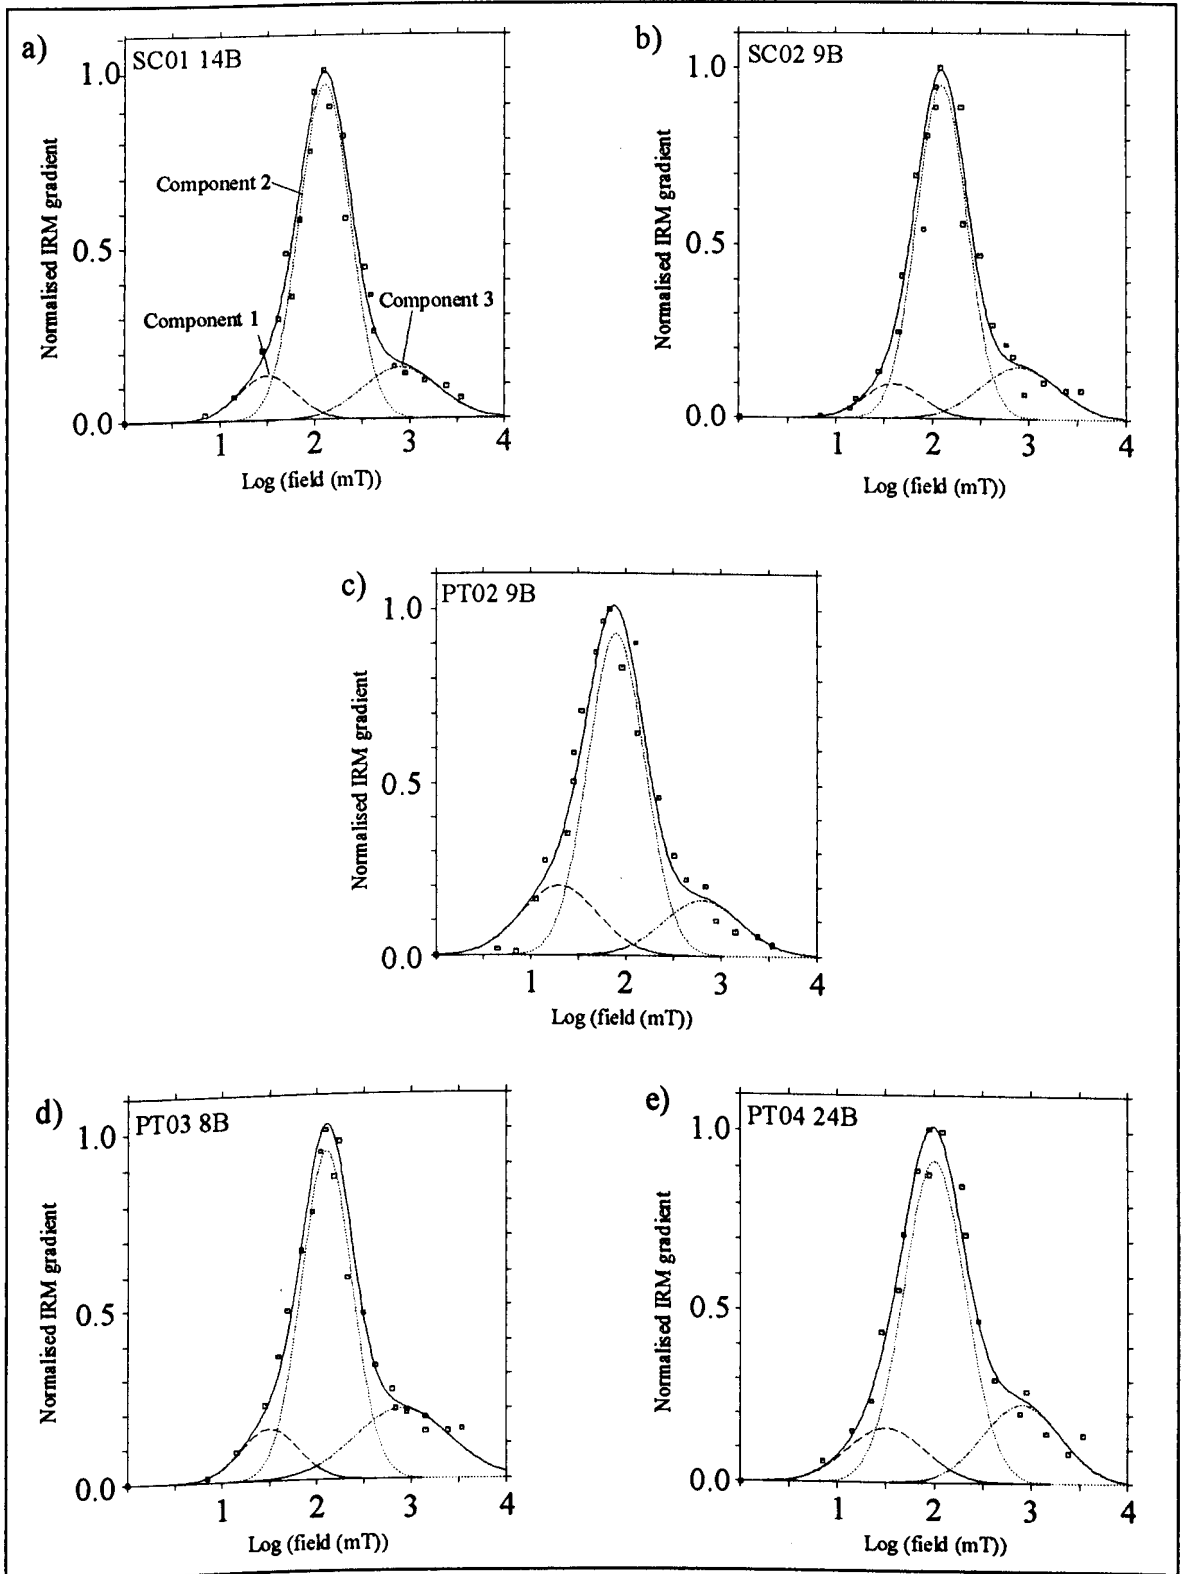 a)
SC01 14B
1.0
0.5
0.0
Normalised IRM gradient
Component 2
Component 1
Component 3
1 2 3 4
Log (field (mT))
b)
SC02 9B
1.0
0.5
0.0
Normalised IRM gradient
1 2 3 4
Log (field (mT))
c)
PT02 9B
1.0
0.5
0.0
Normalised IRM gradient
1 2 3 4
Log (field (mT))
d)
PT03 8B
1.0
0.5
0.0
Normalised IRM gradient
1 2 3 4
Log (field (mT))
e)
PT04 24B
1.0
0.5
0.0
Normalised IRM gradient
1 2 3 4
Log (field (mT))